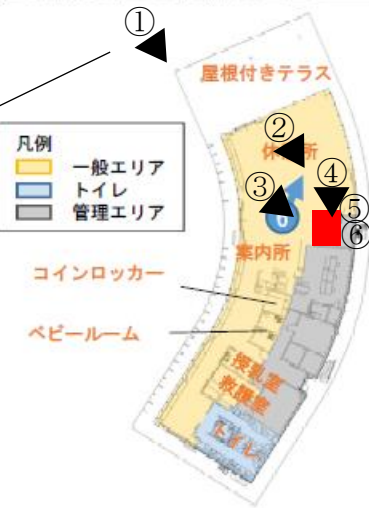 ①
屋根付きテラス
凡例
一般エリア
トイレ
管理エリア
②
③
④
⑤
⑥
案内所
コインロッカー
ベビールーム
授乳室
救護室
トイレ